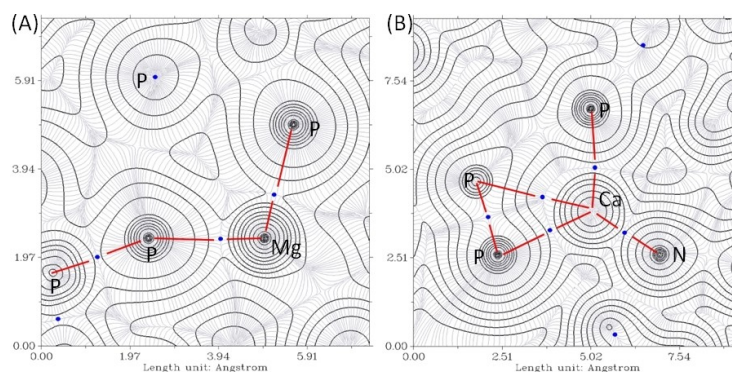 (A)
5.91
3.94
1.97
0.00
P
P
P
P
Mg
0.00 1.97 3.94 5.91
Length unit: Angstrom
(B)
7.54
5.02
2.51
0.00
P
P
Ca
P
N
0.00 2.51 5.02 7.54
Length unit: Angstrom